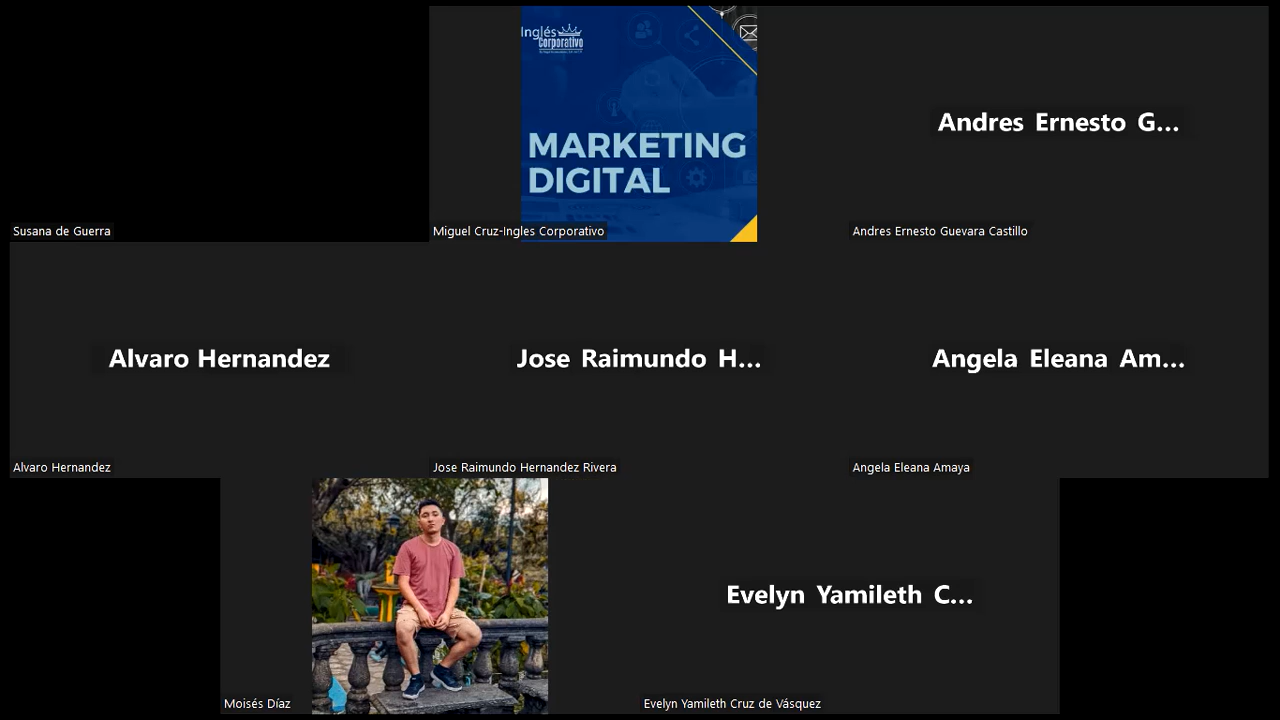 Inglés
Corporativo
MARKETING
DIGITAL
Andres Ernesto G...
Susana de Guerra
Miguel Cruz-Ingles Corporativo
Andres Ernesto Guevara Castillo
Alvaro Hernandez
Jose Raimundo H...
Angela Eleana Am...
Alvaro Hernandez
Jose Raimundo Hernandez Rivera
Angela Eleana Amaya
Evelyn Yamileth C...
Moisés Díaz
Evelyn Yamileth Cruz de Vásquez